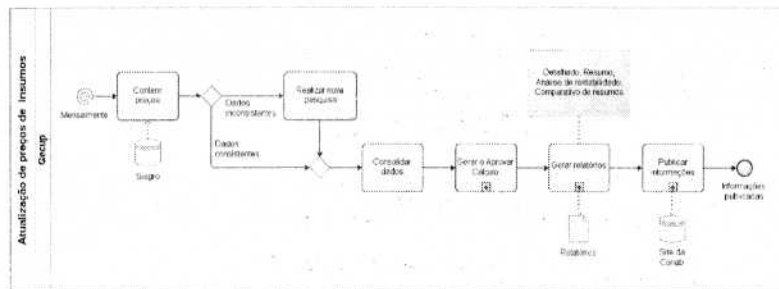 Atualização de preços de Insumos
Gecup
Mensalmente
Conferir
preços
Siagro
Dados
inconsistentes
Dados
consistentes
Realizar nova
pesquisa
Consolidar
dados
Gerar e Aprovar
Cálculo
Detalhado, Resumo,
Análise de rentabilidade,
Comparativo de resumos
Gerar relatórios
Relatórios
Publicar
informações
Site da
Conab
Informações
publicadas